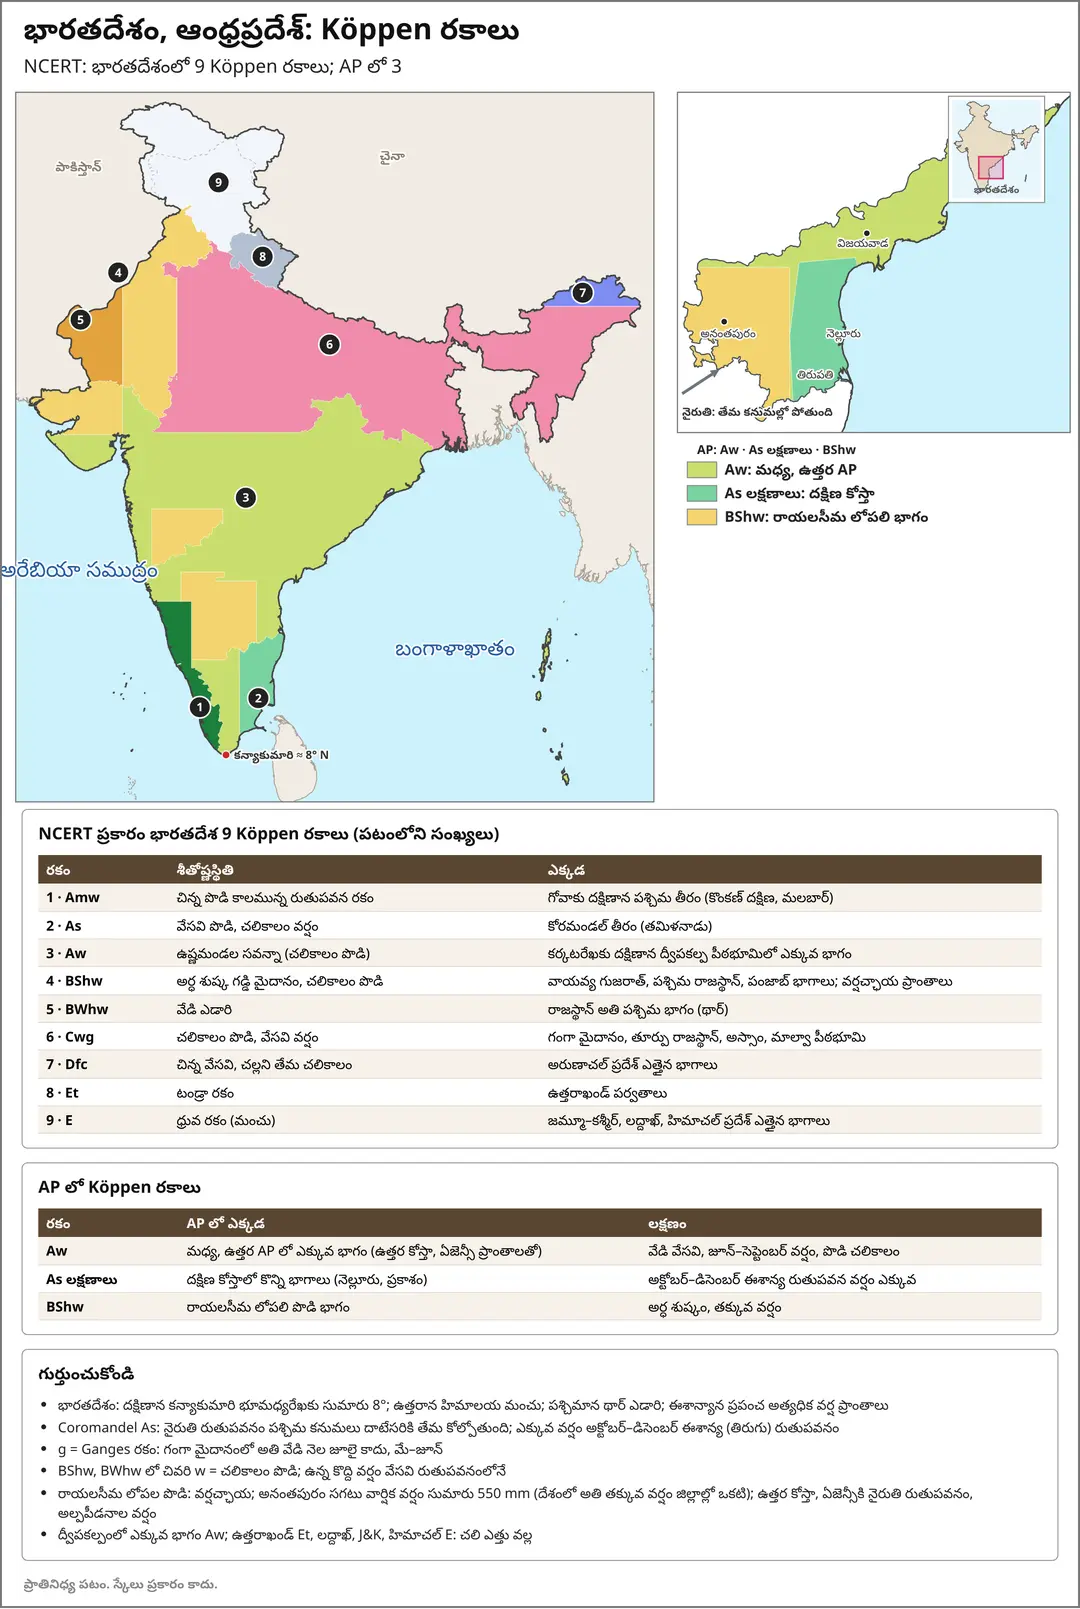 భారతదేశం, ఆంధ్రప్రదేశ్: Köppen రకాలు
NCERT: భారతదేశంలో 9 Köppen రకాలు; AP లో 3
పాకిస్తాన్
చైనా
9
8
4
7
5
6
3
అరేబియా సముద్రం
బంగాళాఖాతం
2
1
కన్యాకుమారి ≈ 8° N
భారతదేశం
విజయవాడ
అనంతపురం
నెల్లూరు
తిరుపతి
నైరుతి: తేమ కనుమల్లో పోతుంది
AP: Aw · As లక్షణాలు · BShw
Aw: మధ్య, ఉత్తర AP
As లక్షణాలు: దక్షిణ కోస్తా
BShw: రాయలసీమ లోపలి భాగం
NCERT ప్రకారం భారతదేశ 9 Köppen రకాలు (పటంలోని సంఖ్యలు)
రకం శీతోష్ణస్థితి ఎక్కడ
1 · Amw చిన్న పొడి కాలమున్న రుతుపవన రకం గోవాకు దక్షిణాన పశ్చిమ తీరం (కొంకణ్ దక్షిణ, మలబార్)
2 · As వేసవి పొడి, చలికాలం వర్షం కోరమండల్ తీరం (తమిళనాడు)
3 · Aw ఉష్ణమండల సవన్నా (చలికాలం పొడి) కర్కటరేఖకు దక్షిణాన ద్వీపకల్ప పీఠభూమిలో ఎక్కువ భాగం
4 · BShw అర్ధ శుష్క గడ్డి మైదానం, చలికాలం పొడి వాయవ్య గుజరాత్, పశ్చిమ రాజస్థాన్, పంజాబ్ భాగాలు; వర్షచ్ఛాయ ప్రాంతాలు
5 · BWhw వేడి ఎడారి రాజస్థాన్ అతి పశ్చిమ భాగం (థార్)
6 · Cwg చలికాలం పొడి, వేసవి వర్షం గంగా మైదానం, తూర్పు రాజస్థాన్, అస్సాం, మాల్వా పీఠభూమి
7 · Dfc చిన్న వేసవి, చల్లని తేమ చలికాలం అరుణాచల్ ప్రదేశ్ ఎత్తైన భాగాలు
8 · Et టండ్రా రకం ఉత్తరాఖండ్ పర్వతాలు
9 · E ధ్రువ రకం (మంచు) జమ్మూ–కశ్మీర్, లద్దాఖ్, హిమాచల్ ప్రదేశ్ ఎత్తైన భాగాలు
AP లో Köppen రకాలు
రకం AP లో ఎక్కడ లక్షణం
Aw మధ్య, ఉత్తర AP లో ఎక్కువ భాగం (ఉత్తర కోస్తా, ఏజెన్సీ ప్రాంతాలతో) వేడి వేసవి, జూన్–సెప్టెంబర్ వర్షం, పొడి చలికాలం
As లక్షణాలు దక్షిణ కోస్తాలో కొన్ని భాగాలు (నెల్లూరు, ప్రకాశం) అక్టోబర్–డిసెంబర్ ఈశాన్య రుతుపవన వర్షం ఎక్కువ
BShw రాయలసీమ లోపలి పొడి భాగం అర్ధ శుష్కం, తక్కువ వర్షం
గుర్తుంచుకోండి
• భారతదేశం: దక్షిణాన కన్యాకుమారి భూమధ్యరేఖకు సుమారు 8°; ఉత్తరాన హిమాలయ మంచు; పశ్చిమాన థార్ ఎడారి; ఈశాన్యాన ప్రపంచ అత్యధిక వర్ష ప్రాంతాలు
• Coromandel As: నైరుతి రుతుపవనం పశ్చిమ కనుమలు దాటేసరికి తేమ కోల్పోతుంది; ఎక్కువ వర్షం అక్టోబర్–డిసెంబర్ ఈశాన్య (తిరుగు) రుతుపవనం
• g = Ganges రకం: గంగా మైదానంలో అతి వేడి నెల జూలై కాదు, మే–జూన్
• BShw, BWhw లో చివరి w = చలికాలం పొడి; ఉన్న కొద్ది వర్షం వేసవి రుతుపవనంలోనే
• రాయలసీమ లోపల పొడి: వర్షచ్ఛాయ; అనంతపురం సగటు వార్షిక వర్షం సుమారు 550 mm (దేశంలో అతి తక్కువ వర్షం జిల్లాల్లో ఒకటి); ఉత్తర కోస్తా, ఏజెన్సీకి నైరుతి రుతుపవనం,
అల్పపీడనాల వర్షం
• ద్వీపకల్పంలో ఎక్కువ భాగం Aw; ఉత్తరాఖండ్ Et, లద్దాఖ్, J&K, హిమాచల్ E: చలి ఎత్తు వల్ల
ప్రాతినిధ్య పటం. స్కేలు ప్రకారం కాదు.